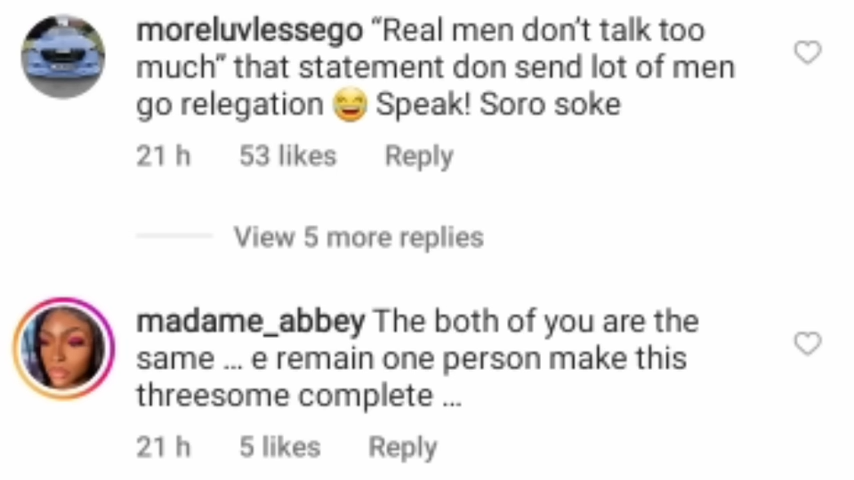 moreluvlessego “Real men don’t talk too
much” that statement don send lot of men
go relegation 😅 Speak! Soro soke
21 h 53 likes Reply
View 5 more replies
madame_abbey The both of you are the
same ... e remain one person make this
threesome complete ...
21 h 5 likes Reply